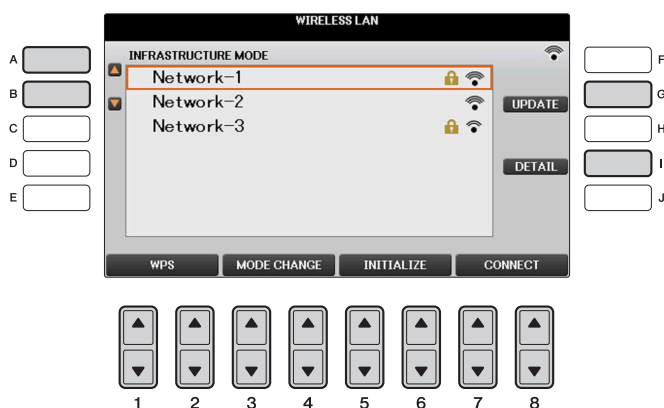 WIRELESS LAN
INFRASTRUCTURE MODE
A
F
Network-1
B
Network-2
UPDATE
G
C
Network-3
H
D
DETAIL
I
E
J
WPS
MODE CHANGE
INITIALIZE
CONNECT
1 2 3 4 5 6 7 8